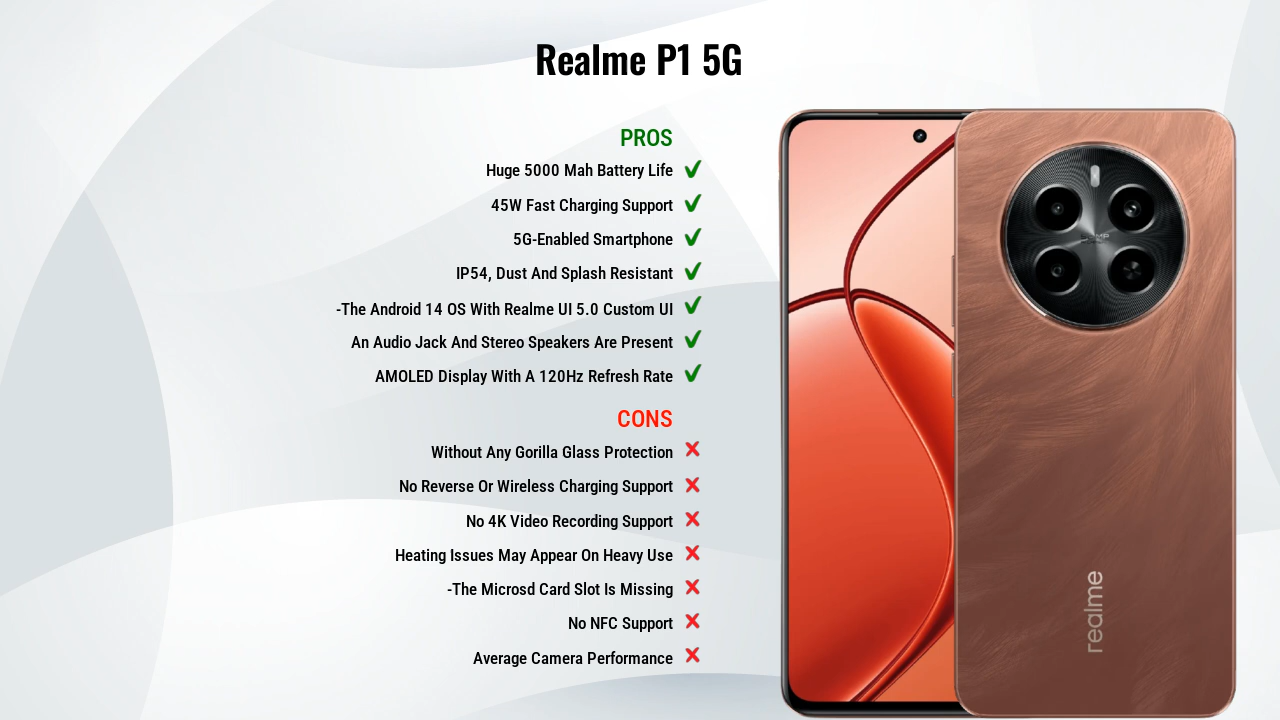 Realme P1 5G
PROS
Huge 5000 Mah Battery Life
45W Fast Charging Support
5G-Enabled Smartphone
IP54, Dust And Splash Resistant
-The Android 14 OS With Realme UI 5.0 Custom UI
An Audio Jack And Stereo Speakers Are Present
AMOLED Display With A 120Hz Refresh Rate
CONS
Without Any Gorilla Glass Protection
No Reverse Or Wireless Charging Support
No 4K Video Recording Support
Heating Issues May Appear On Heavy Use
-The Microsd Card Slot Is Missing
No NFC Support
Average Camera Performance
realme